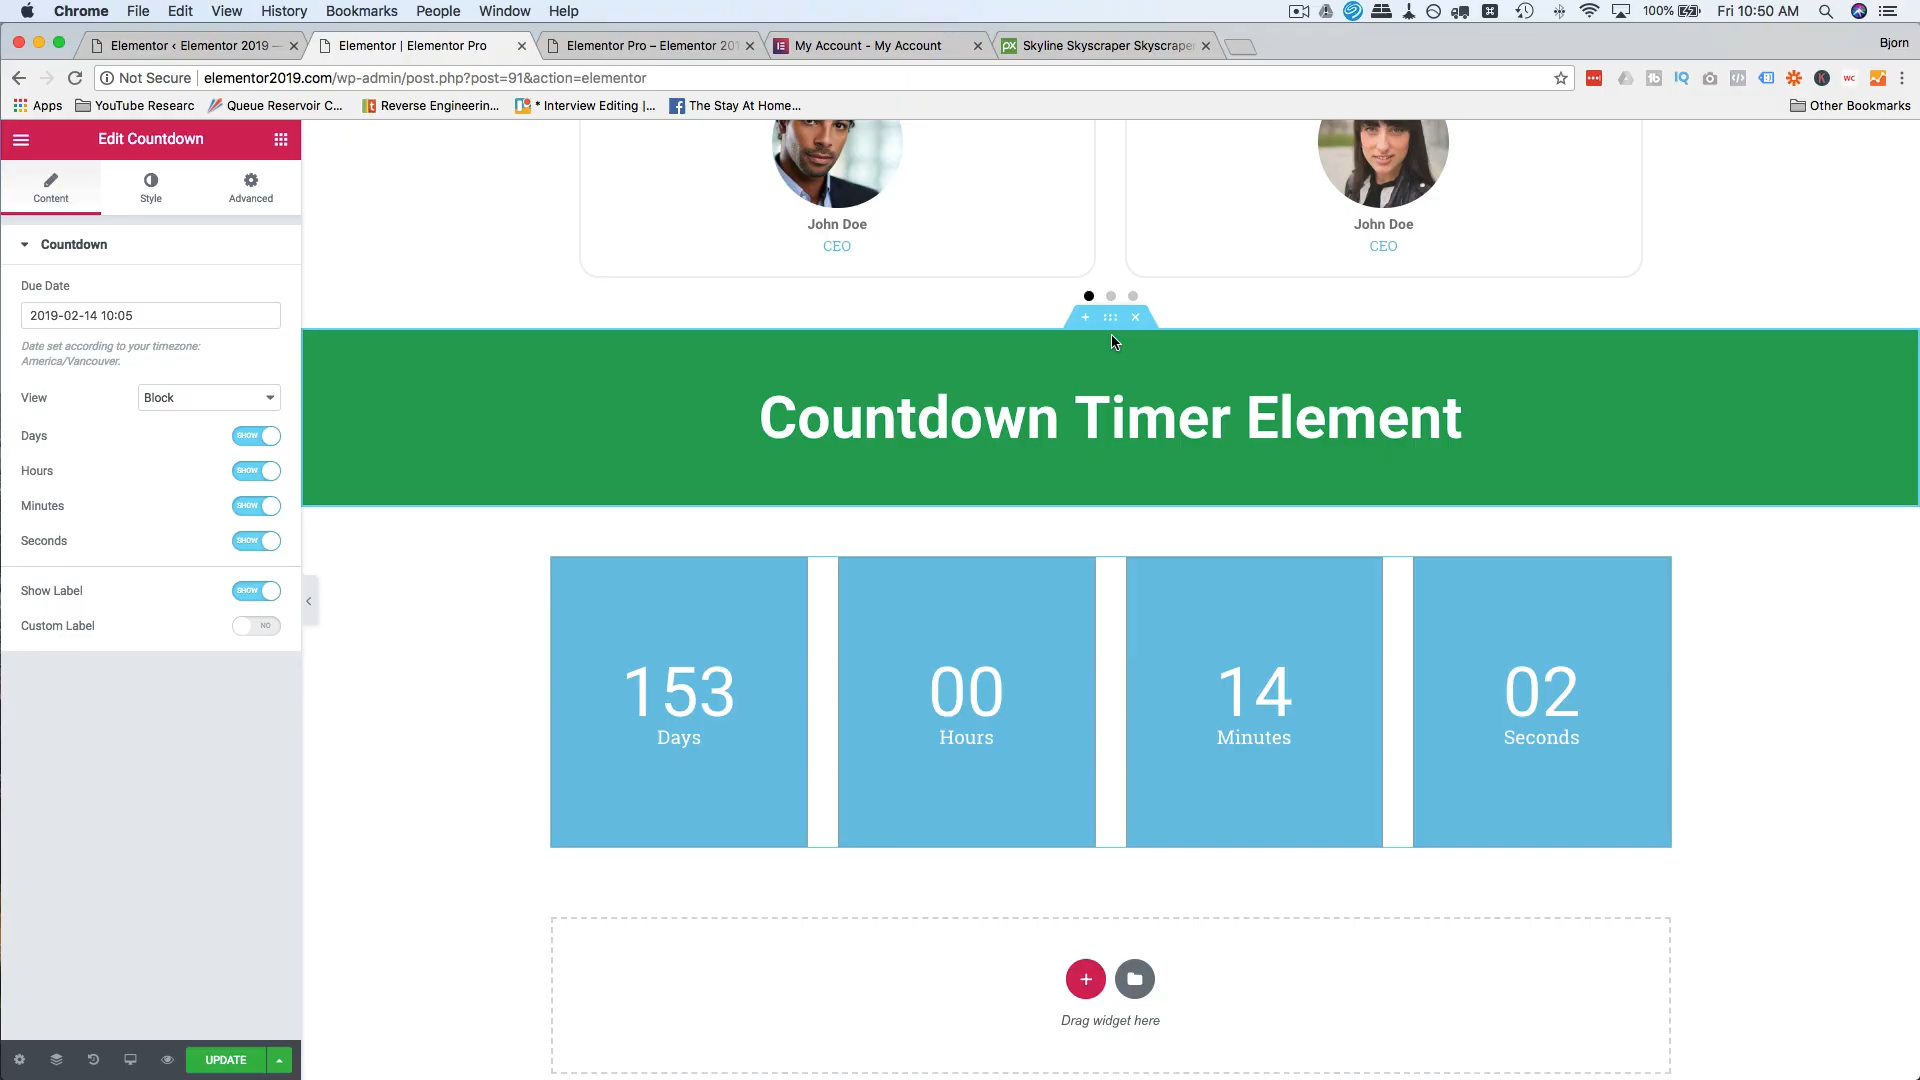 Chrome File Edit View History Bookmarks People Window Help 100% Fri 10:50 AM
Elementor ‹ Elementor 2019 — Elementor | Elementor Pro Elementor Pro – Elementor 201 My Account - My Account Skyline Skyscraper Skyscraper Bjorn
Not Secure elementor2019.com/wp-admin/post.php?post=91&action=elementor
Apps YouTube Researc Queue Reservoir C... Reverse Engineerin... * Interview Editing |... The Stay At Home... Other Bookmarks
Edit Countdown
Content Style Advanced
Countdown
Due Date
2019-02-14 10:05
Date set according to your timezone:
America/Vancouver.
View Block
Days SHOW
Hours SHOW
Minutes SHOW
Seconds SHOW
Show Label SHOW
Custom Label NO
UPDATE
John Doe
CEO
John Doe
CEO
Countdown Timer Element
153
Days
00
Hours
14
Minutes
02
Seconds
Drag widget here